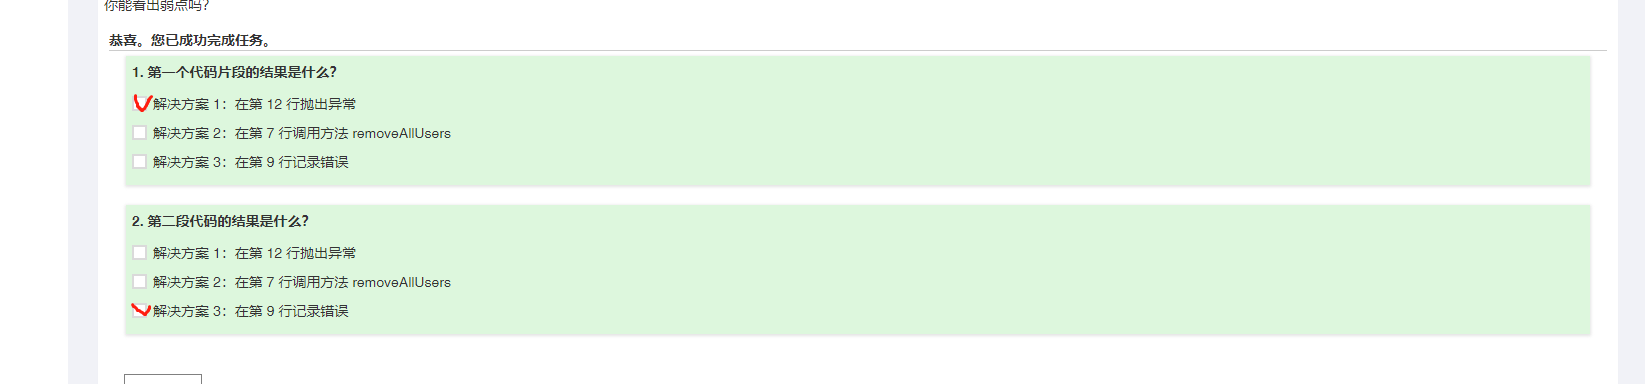 你能看出弱点吗？
恭喜。您已成功完成任务。
1. 第一个代码片段的结果是什么？
解决方案 1：在第 12 行抛出异常
解决方案 2：在第 7 行调用方法 removeAllUsers
解决方案 3：在第 9 行记录错误
2. 第二段代码的结果是什么？
解决方案 1：在第 12 行抛出异常
解决方案 2：在第 7 行调用方法 removeAllUsers
解决方案 3：在第 9 行记录错误